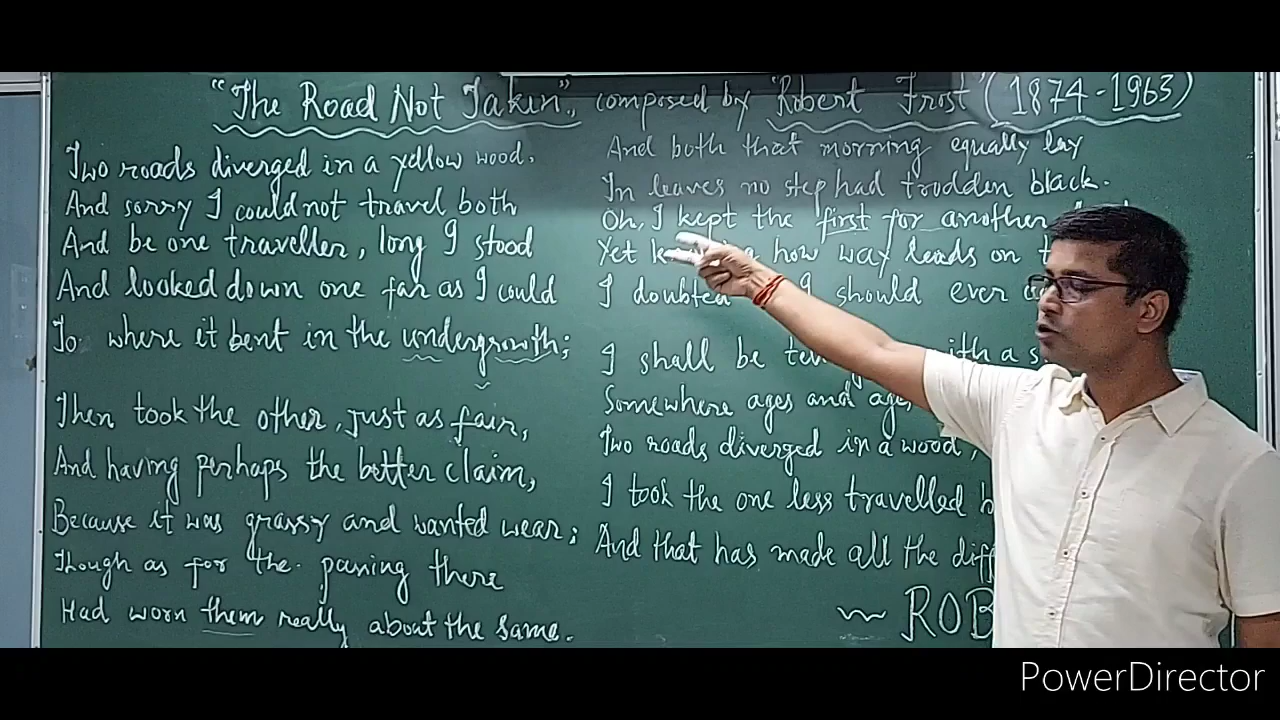 "The Road Not Taken", composed by "Robert Frost" (1874-1963)
Two roads diverged in a yellow wood.
And sorry I could not travel both
And be one traveller, long I stood
And looked down one far as I could
To where it bent in the undergrowth;
Then took the other, just as fair,
And having perhaps the better claim,
Because it was grassy and wanted wear;
Though as for the passing there
Had worn them really about the same.
And both that morning equally lay
In leaves no step had trodden black.
Oh, I kept the first for another
Yet how way leads on
I doubted I should ever
I shall be
Somewhere ages and
Two roads diverged in a wood,
I took the one less travelled
And that has made all the
~ ROB
PowerDirector